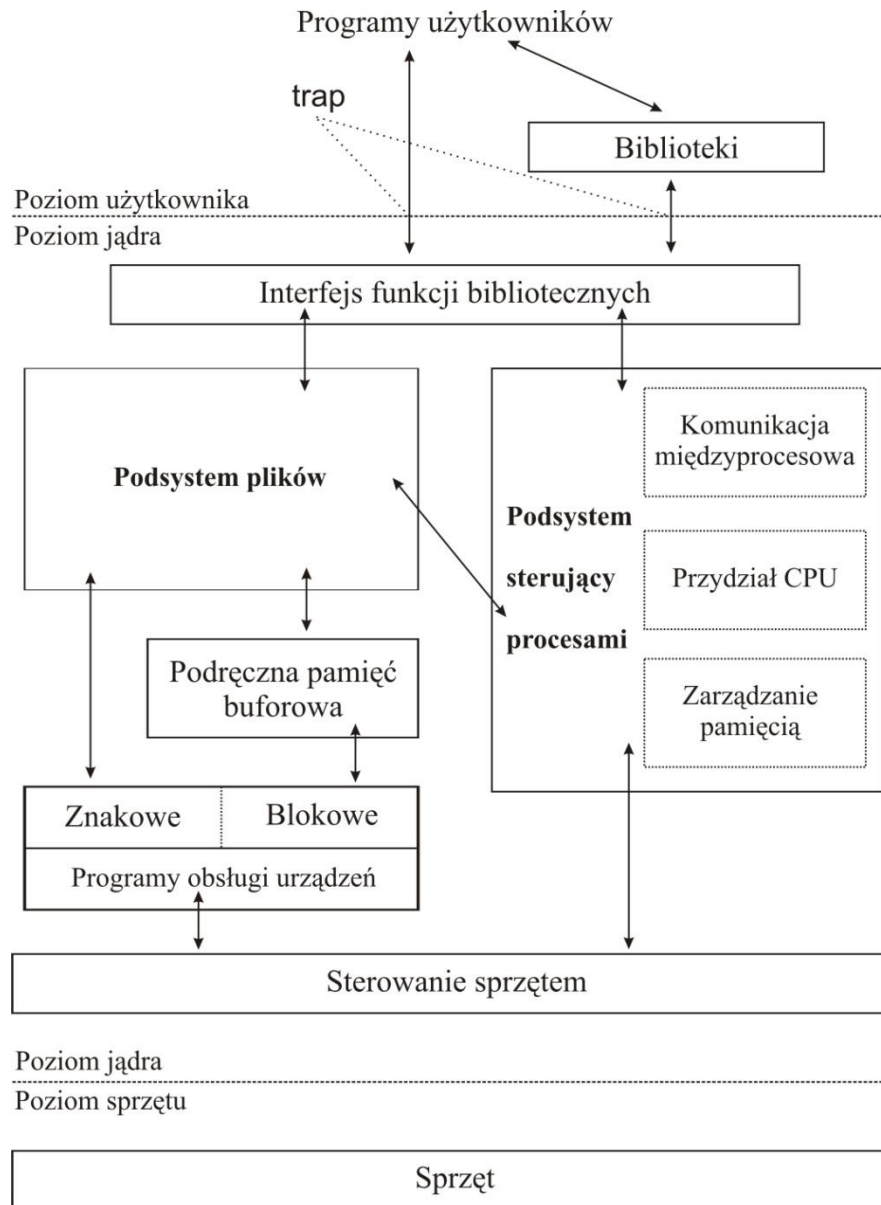 Programy użytkowników
trap
Biblioteki
Poziom użytkownika
Poziom jądra
Interfejs funkcji bibliotecznych
Podsystem plików
Podsystem
sterujący
procesami
Komunikacja
międzyprocesowa
Przydział CPU
Zarządzanie
pamięcią
Podręczna pamięć
buforowa
Znakowe
Blokowe
Programy obsługi urządzeń
Sterowanie sprzętem
Poziom jądra
Poziom sprzętu
Sprzęt